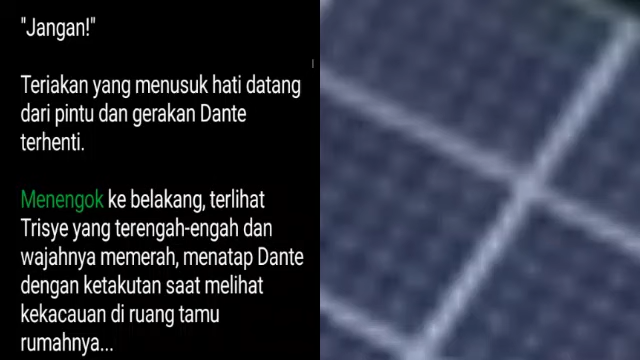 "Jangan!"
Teriakan yang menusuk hati datang
dari pintu dan gerakan Dante
terhenti.
Menengok ke belakang, terlihat
Trisye yang terengah-engah dan
wajahnya memerah, menatap Dante
dengan ketakutan saat melihat
kekacauan di ruang tamu
rumahnya...